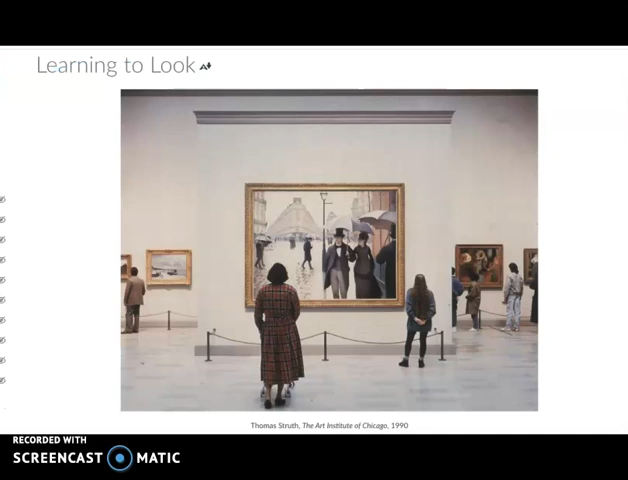 Learning to Look
Thomas Struth, The Art Institute of Chicago, 1990
RECORDED WITH
SCREENCAST MATIC